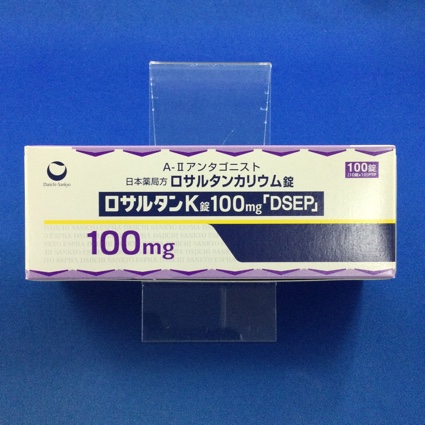 Daiichi-Sankyo
A-Ⅱアンタゴニスト
日本薬局方 ロサルタンカリウム錠
100錠
ロサルタンK錠100mg「DSEP」
100mg